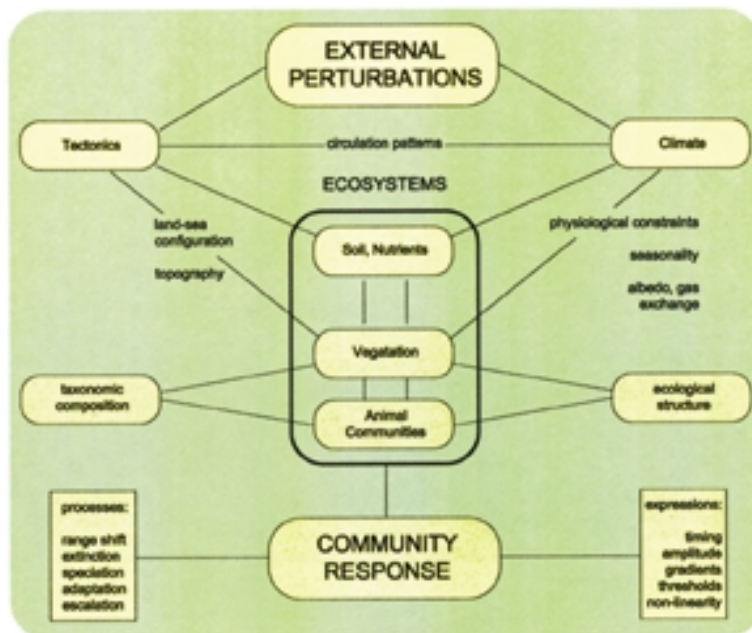 EXTERNAL
PERTURBATIONS
Tectonics
circulation patterns
Climate
ECOSYSTEMS
land-sea
configuration
topography
physiological constraints
seasonality
albedo, gas
exchange
Soil, Nutrients
Vegatation
taxonomic
composition
Animal
Communities
ecological
structure
processes:
range shift
extinction
speciation
adaptation
escalation
COMMUNITY
RESPONSE
expressions:
timing
amplitude
gradients
thresholds
non-linearity